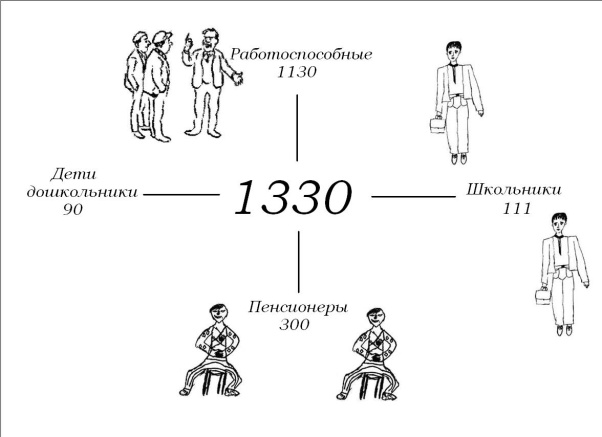 Работоспособные
1130
Дети
дошкольники
90
1330
Школьники
111
Пенсионеры
300